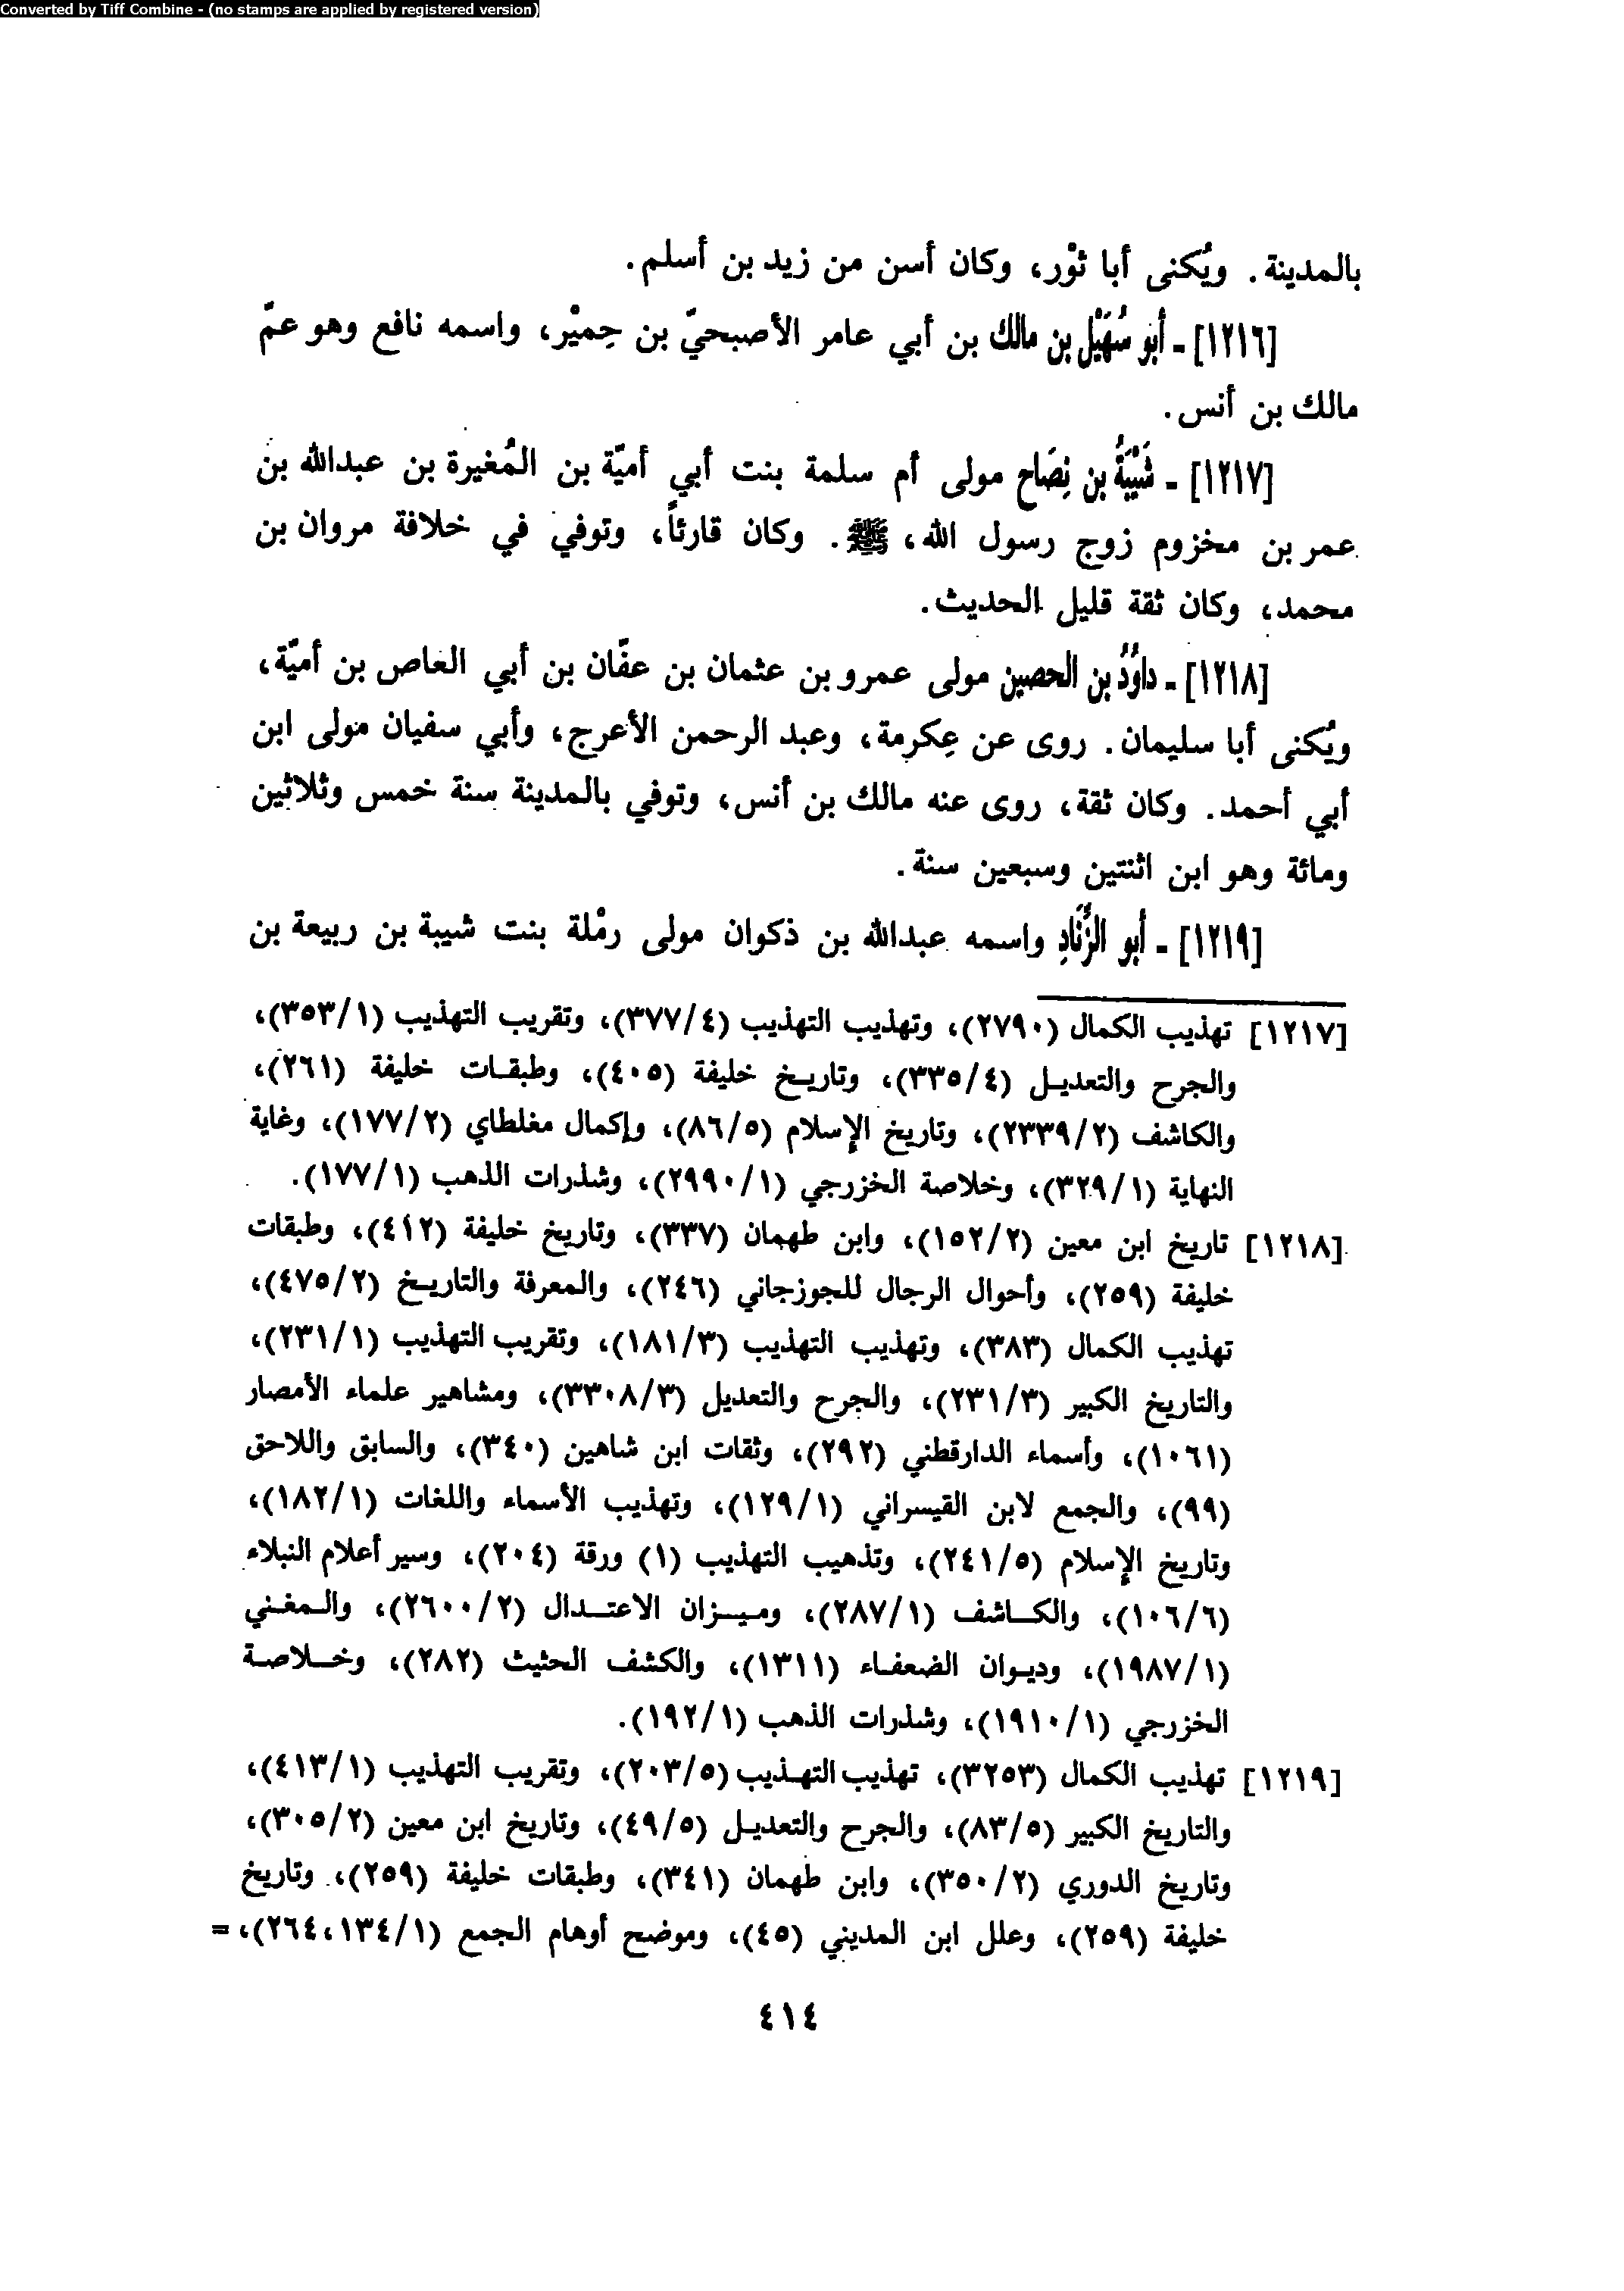 Converted by Tiff Combine - (no stamps are applied by registered version)
بالمدينة. ويُكنى أبا ثوْر، وكان أسن من زيد بن أسلم.
[١٢١٦] - أبو سُهَيْل بن مالك بن أبي عامر الأصبحيّ بن حِميْر، واسمه نافع وهو عمّ
مالك بن أنس.
[١٢١٧] - شَيْبَةُ بن نِصَاح مولى أم سلمة بنت أبي أميّة بن المُغيرة بن عبدالله بن
عمر بن مخزوم زوج رسول الله، ﷺ. وكان قارئاً، وتوفي في خلافة مروان بن
محمد، وكان ثقة قليل الحديث.
[١٢١٨] - داوُدُ بن الحصين مولى عمرو بن عثمان بن عفّان بن أبي العاص بن أميّة،
ويُكنى أبا سليمان. روى عن عِكرمة، وعبد الرحمن الأعرج، وأبي سفيان مولى ابن
أبي أحمد. وكان ثقة، روى عنه مالك بن أنس، وتوفي بالمدينة سنة خمس وثلاثين
ومائة وهو ابن اثنتين وسبعين سنة.
[١٢١٩] - أبو الزِّنَادِ واسمه عبدالله بن ذكوان مولى رمْلة بنت شيبة بن ربيعة بن
[١٢١٧] تهذيب الكمال (٢٧٩٠)، وتهذيب التهذيب (٣٧٧/٤)، وتقريب التهذيب (٣٥٣/١)،
والجرح والتعديل (٣٣٥/٤)، وتاريخ خليفة (٤٠٥)، وطبقات خليفة (٢٦١)،
والكاشف (٢٣٣٩/٢)، وتاريخ الإسلام (٨٦/٥)، وإكمال مغلطاي (١٧٧/٢)، وغاية
النهاية (٣٢٩/١)، وخلاصة الخزرجي (٢٩٩٠/١)، وشذرات الذهب (١٧٧/١).
[١٢١٨] تاريخ ابن معين (١٥٢/٢)، وابن طهمان (٣٣٧)، وتاريخ خليفة (٤١٢)، وطبقات
خليفة (٢٥٩)، وأحوال الرجال للجوزجاني (٢٤٦)، والمعرفة والتاريخ (٤٧٥/٢)،
تهذيب الكمال (٣٨٣)، وتهذيب التهذيب (١٨١/٣)، وتقريب التهذيب (٢٣١/١)،
والتاريخ الكبير (٢٣١/٣)، والجرح والتعديل (٣٣٠٨/٣)، ومشاهير علماء الأمصار
(١٠٦١)، وأسماء الدارقطني (٢٩٢)، وثقات ابن شاهين (٣٤٠)، والسابق واللاحق
(٩٩)، والجمع لابن القيسراني (١٢٩/١)، وتهذيب الأسماء واللغات (١٨٢/١)،
وتاريخ الإسلام (٢٤١/٥)، وتذهيب التهذيب (١) ورقة (٢٠٤)، وسير أعلام النبلاء
(١٠٦/٦)، والكاشف (٢٨٧/١)، وميزان الاعتدال (٢٦٠٠/٢)، والمغني
(١٩٨٧/١)، وديوان الضعفاء (١٣١١)، والكشف الحثيث (٢٨٢)، وخلاصة
الخزرجي (١٩١٠/١)، وشذرات الذهب (١٩٢/١).
[١٢١٩] تهذيب الكمال (٣٢٥٣)، تهذيب التهذيب (٢٠٣/٥)، وتقريب التهذيب (٤١٣/١)،
والتاريخ الكبير (٨٣/٥)، والجرح والتعديل (٤٩/٥)، وتاريخ ابن معين (٣٠٥/٢)،
وتاريخ الدوري (٣٥٠/٢)، وابن طهمان (٣٤١)، وطبقات خليفة (٢٥٩)، وتاريخ
خليفة (٢٥٩)، وعلل ابن المديني (٤٥)، وموضح أوهام الجمع (٢٦٤،١٣٤/١)، =
٤١٤